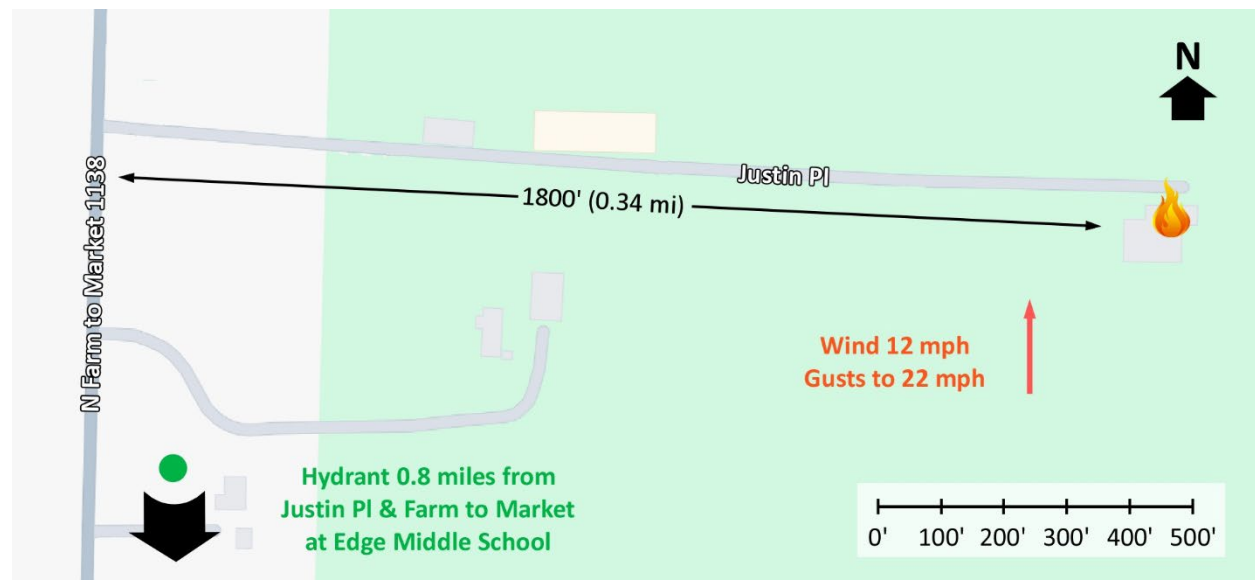 N
Justin Pl
1800' (0.34 mi)
N Farm to Market 1138
Wind 12 mph
Gusts to 22 mph
Hydrant 0.8 miles from
Justin Pl & Farm to Market
at Edge Middle School
0' 100' 200' 300' 400' 500'